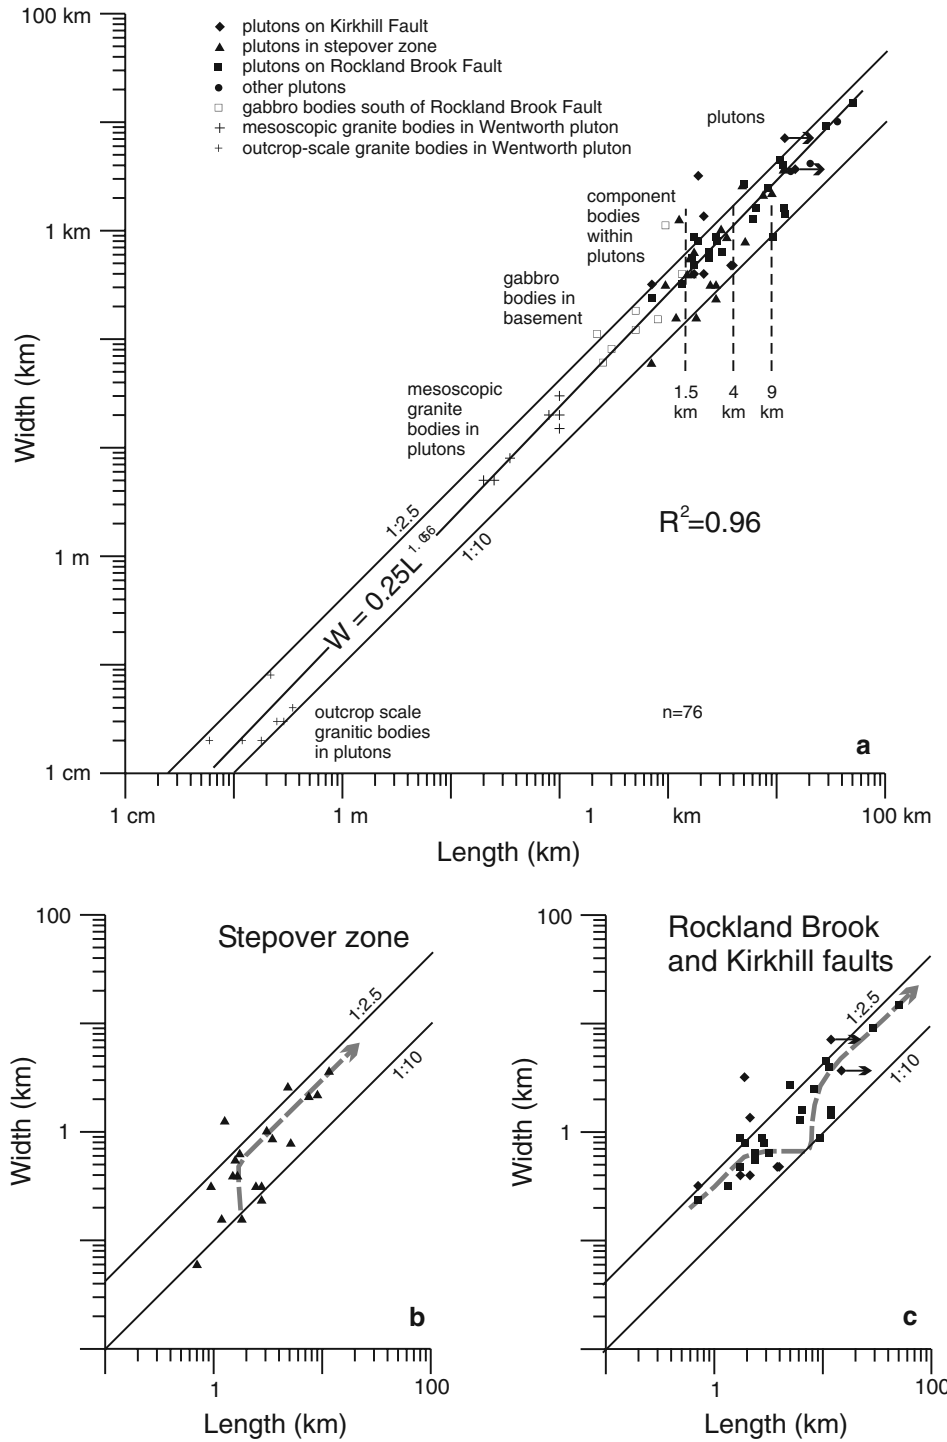 100 km
plutons on Kirkhill Fault
plutons in stepover zone
plutons on Rockland Brook Fault
other plutons
gabbro bodies south of Rockland Brook Fault
mesoscopic granite bodies in Wentworth pluton
outcrop-scale granite bodies in Wentworth pluton
plutons
component
bodies
within
plutons
1 km
gabbro
bodies in
basement
Width (km)
mesoscopic
granite
bodies in
plutons
1.5
km
4
km
9
km
1:2.5
R2=0.96
1:10
1 m
W = 0.25L
outcrop scale
granitic bodies
in plutons
n=76
a
1 cm
1 cm
1 m
1
km
100 km
Length (km)
100
Stepover zone
1:2.5
1:10
Width (km)
1
b
1
100
Length (km)
100
Rockland Brook
and Kirkhill faults
1:2.5
1:10
Width (km)
1
c
1
10
100
Length (km)